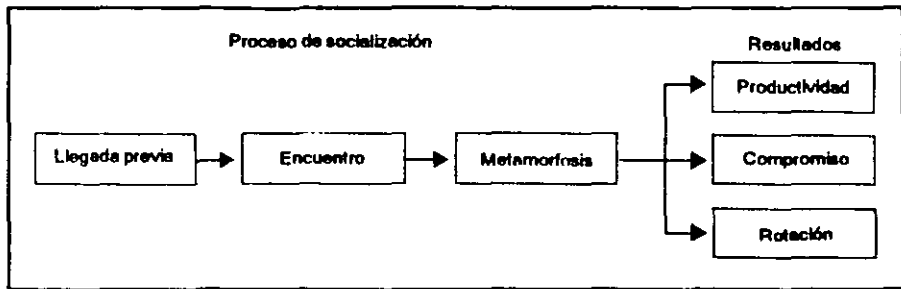 Proceso de socialización
Resultados
Productividad
Llegada previa
Encuentro
Metamorfosis
Compromiso
Rotación